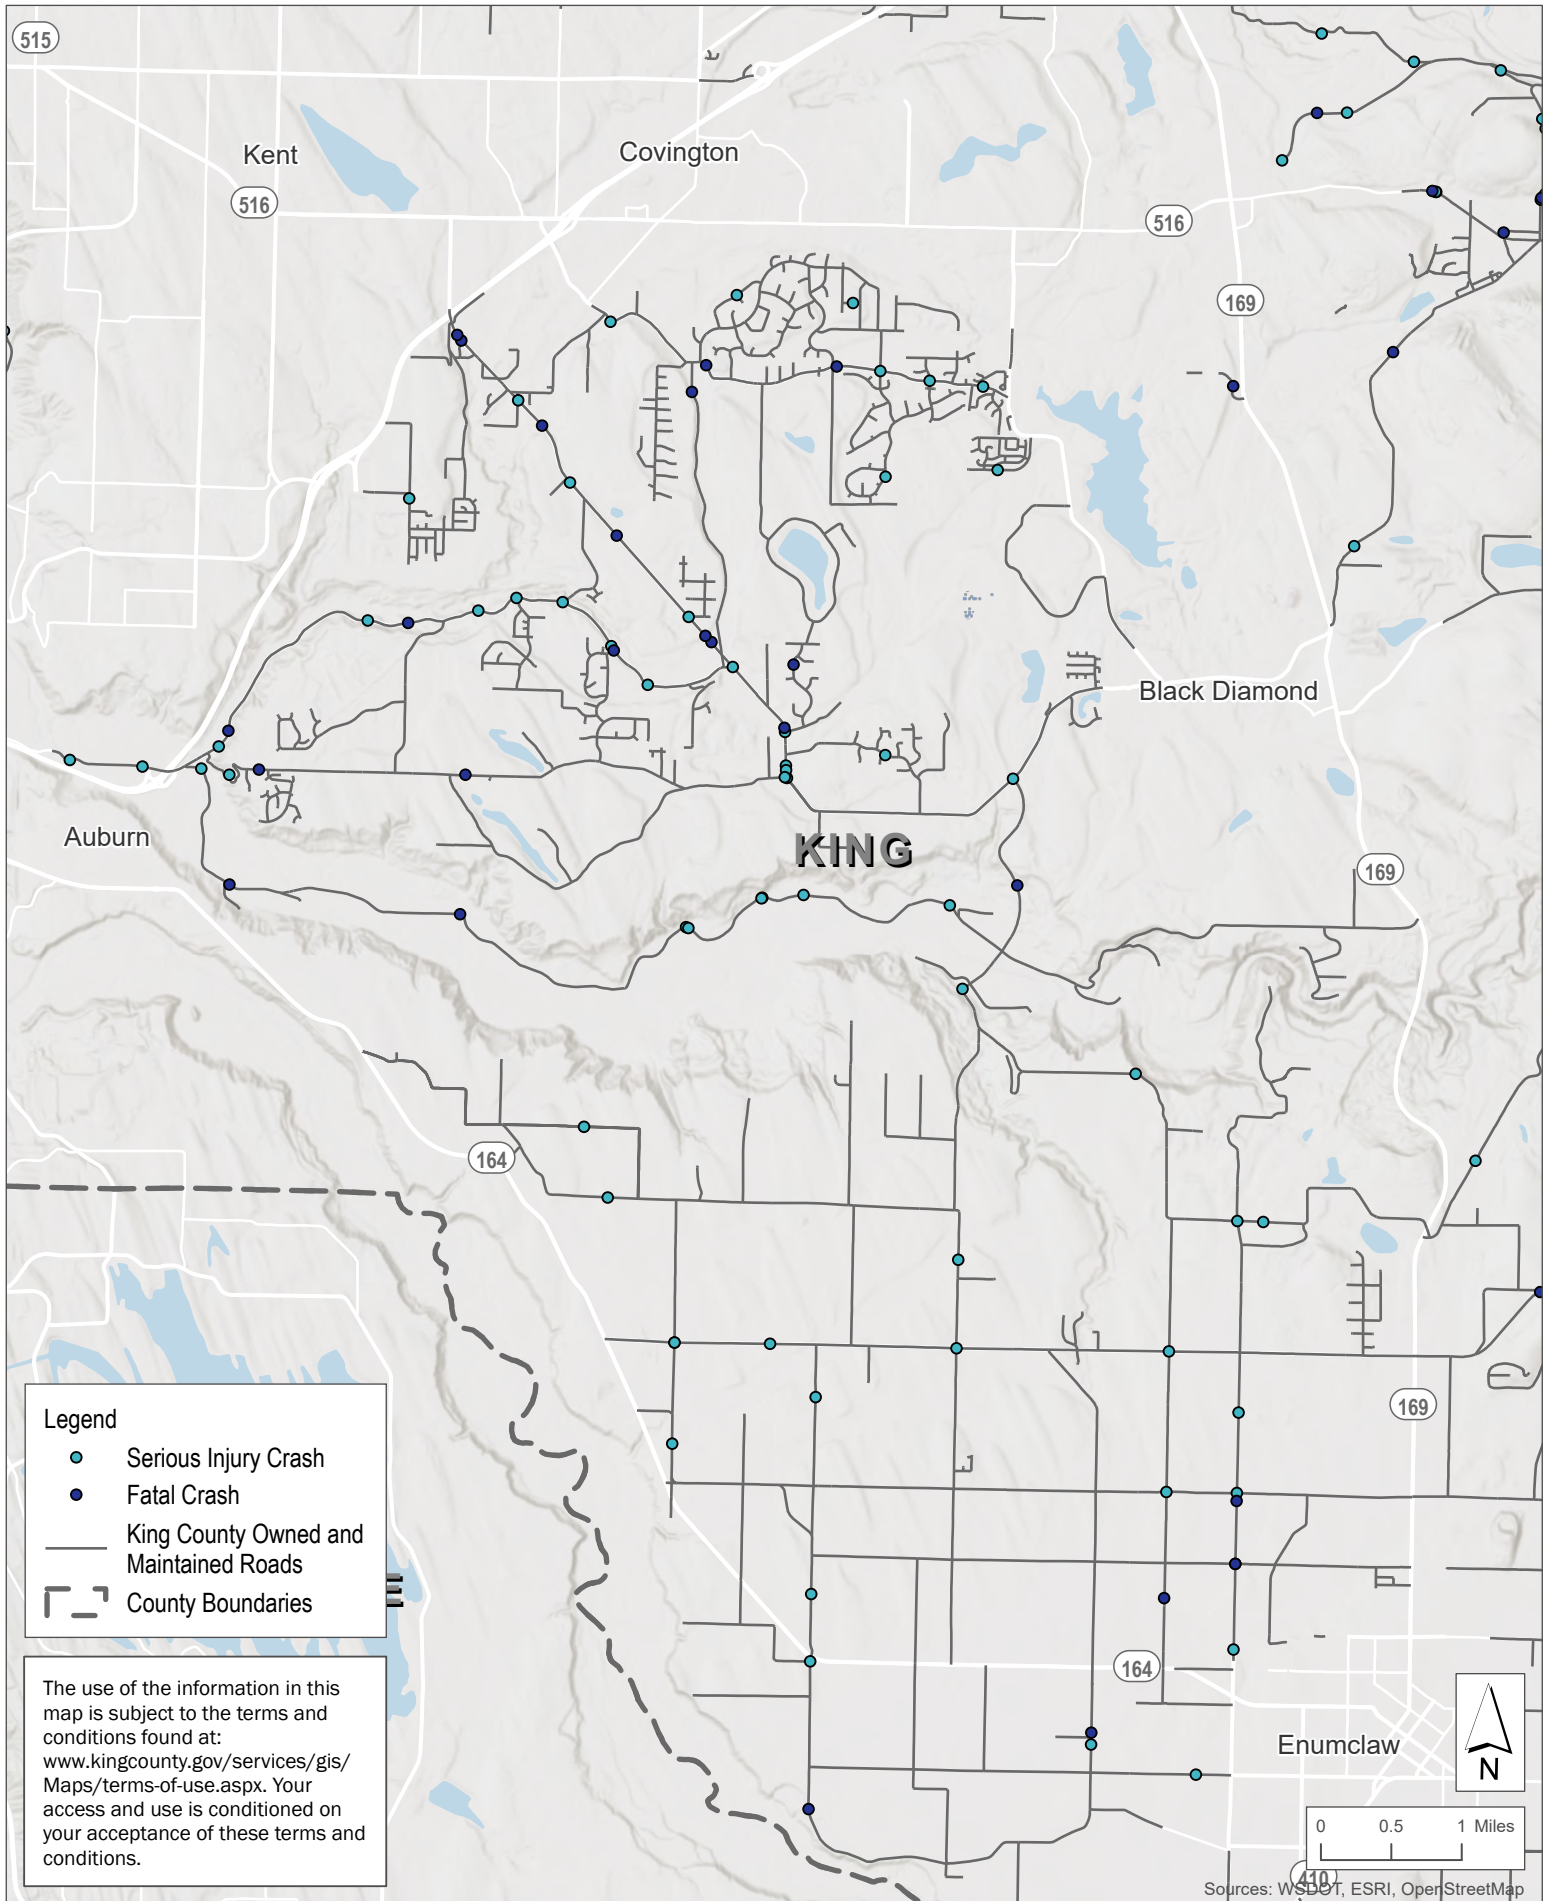 515
Kent
Covington
516
516
169
Black Diamond
Auburn
KING
169
164
169
Legend
Serious Injury Crash
Fatal Crash
King County Owned and
Maintained Roads
County Boundaries
164
The use of the information in this
map is subject to the terms and
conditions found at:
www.kingcounty.gov/services/gis/
Maps/terms-of-use.aspx. Your
access and use is conditioned on
your acceptance of these terms and
conditions.
Enumclaw
N
0 0.5 1 Miles
410
Sources: WSDOT, ESRI, OpenStreetMap